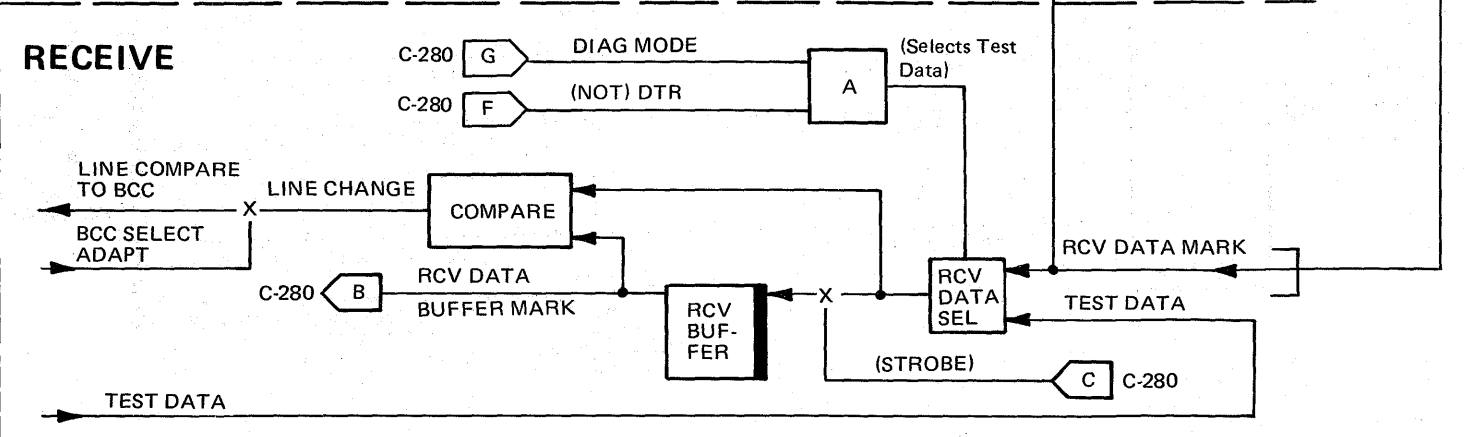 RECEIVE
C-280 G DIAG MODE
C-280 F (NOT) DTR
A
(Selects Test
Data)
LINE COMPARE
TO BCC
X
LINE CHANGE
COMPARE
BCC SELECT
ADAPT
C-280 B RCV DATA
BUFFER MARK
RCV
BUF-
FER
X
RCV
DATA
SEL
RCV DATA MARK
TEST DATA
(STROBE)
C C-280
TEST DATA